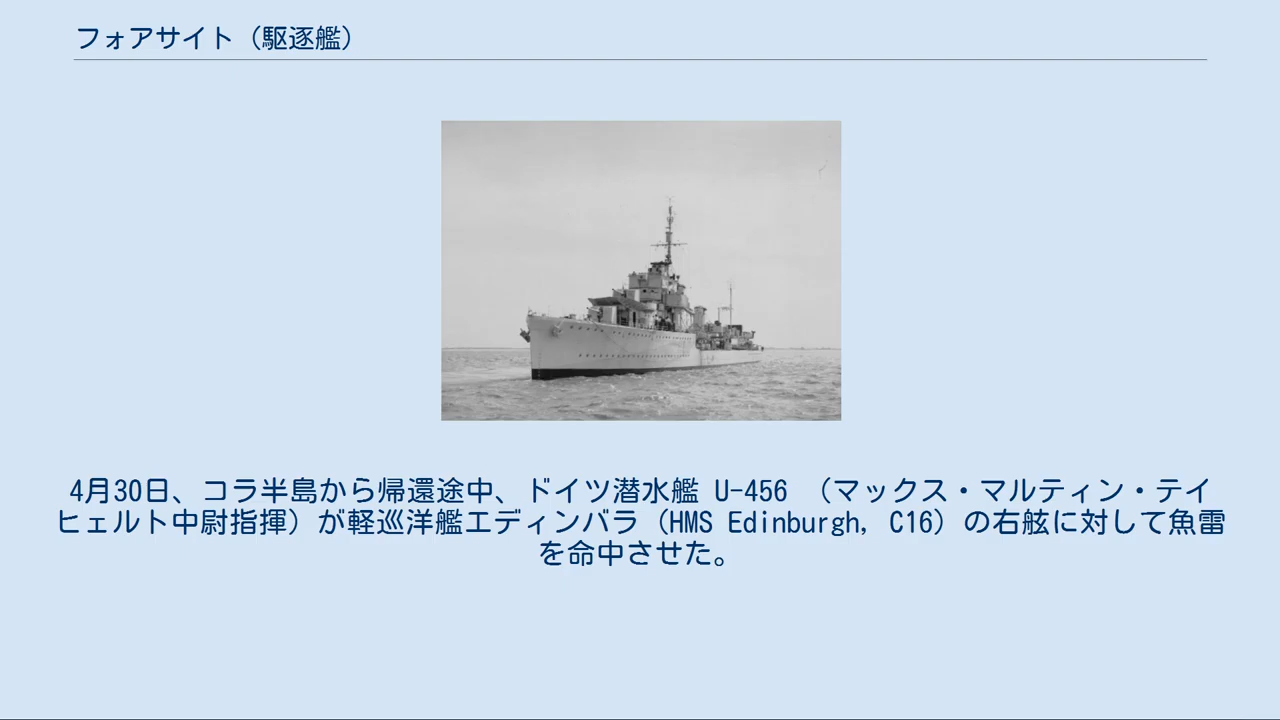 フォアサイト（駆逐艦）
4月30日、コラ半島から帰還途中、ドイツ潜水艦 U-456 （マックス・マルティン・テイ
ヒェルト中尉指揮）が軽巡洋艦エディンバラ（HMS Edinburgh, C16）の右舷に対して魚雷
を命中させた。